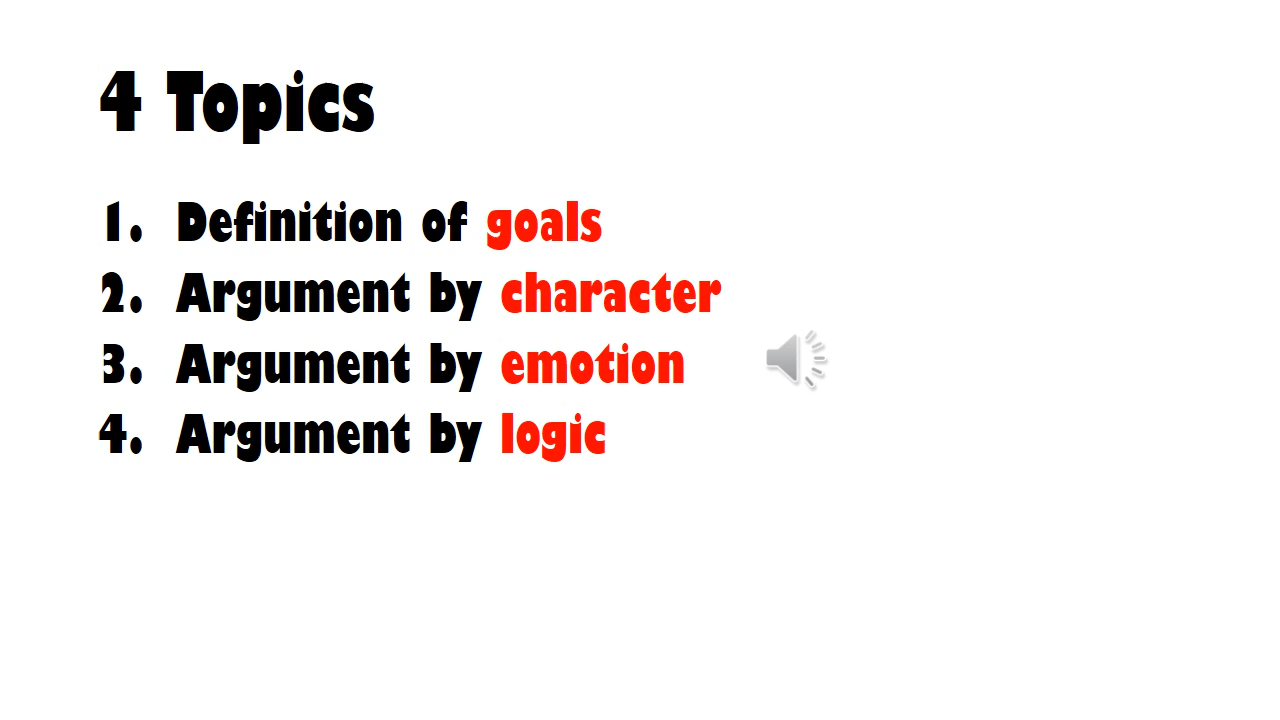 4 Topics
1. Definition of goals
2. Argument by character
3. Argument by emotion
4. Argument by logic